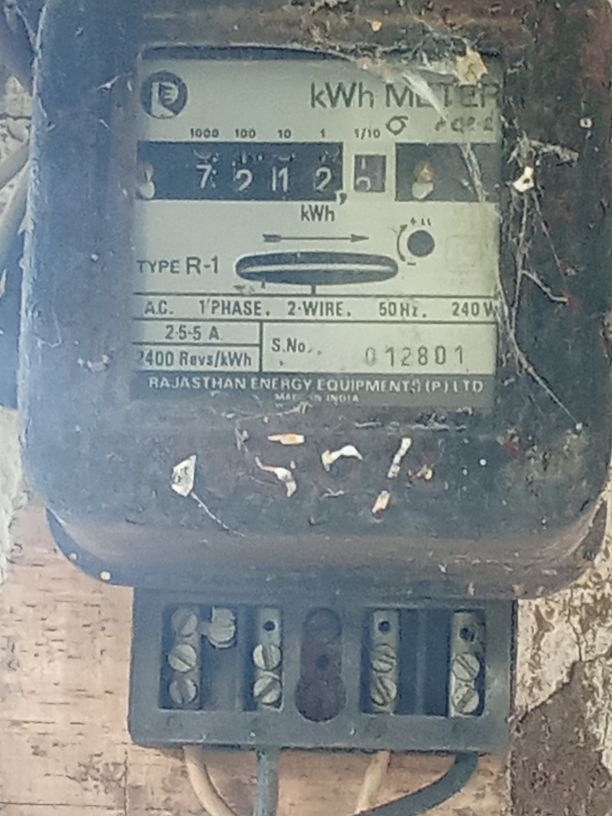 kWh METER
1000 100 10 1 1/10
7 2 1 2,
kWh
TYPE R-1
+
-
A.C. 1 PHASE. 2-WIRE. 50Hz. 240
2·5-5 A
2400 Revs/kWh
S.No.. 012801
RAJASTHAN ENERGY EQUIPMENTS (P) LTD
MADE IN INDIA